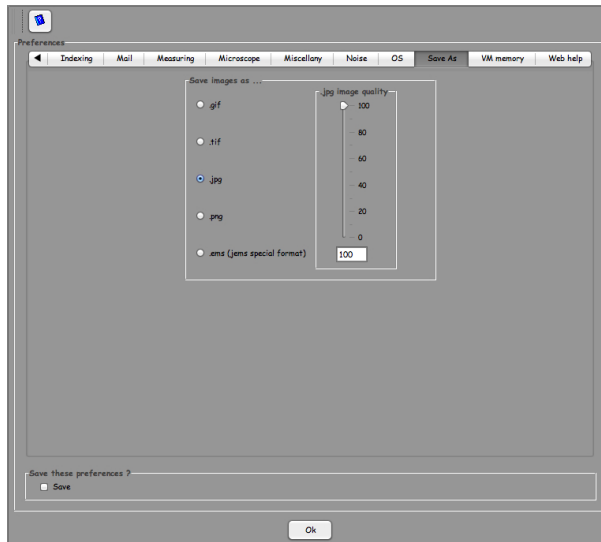 Preferences
Indexing Mail Measuring Microscope Miscellany Noise OS Save As VM memory Web help
Save images as ...
.jpg image quality
.gif
100
80
.tif
60
.jpg
40
.png
20
0
.ems (jems special format)
100
Save these preferences ?
Save
Ok